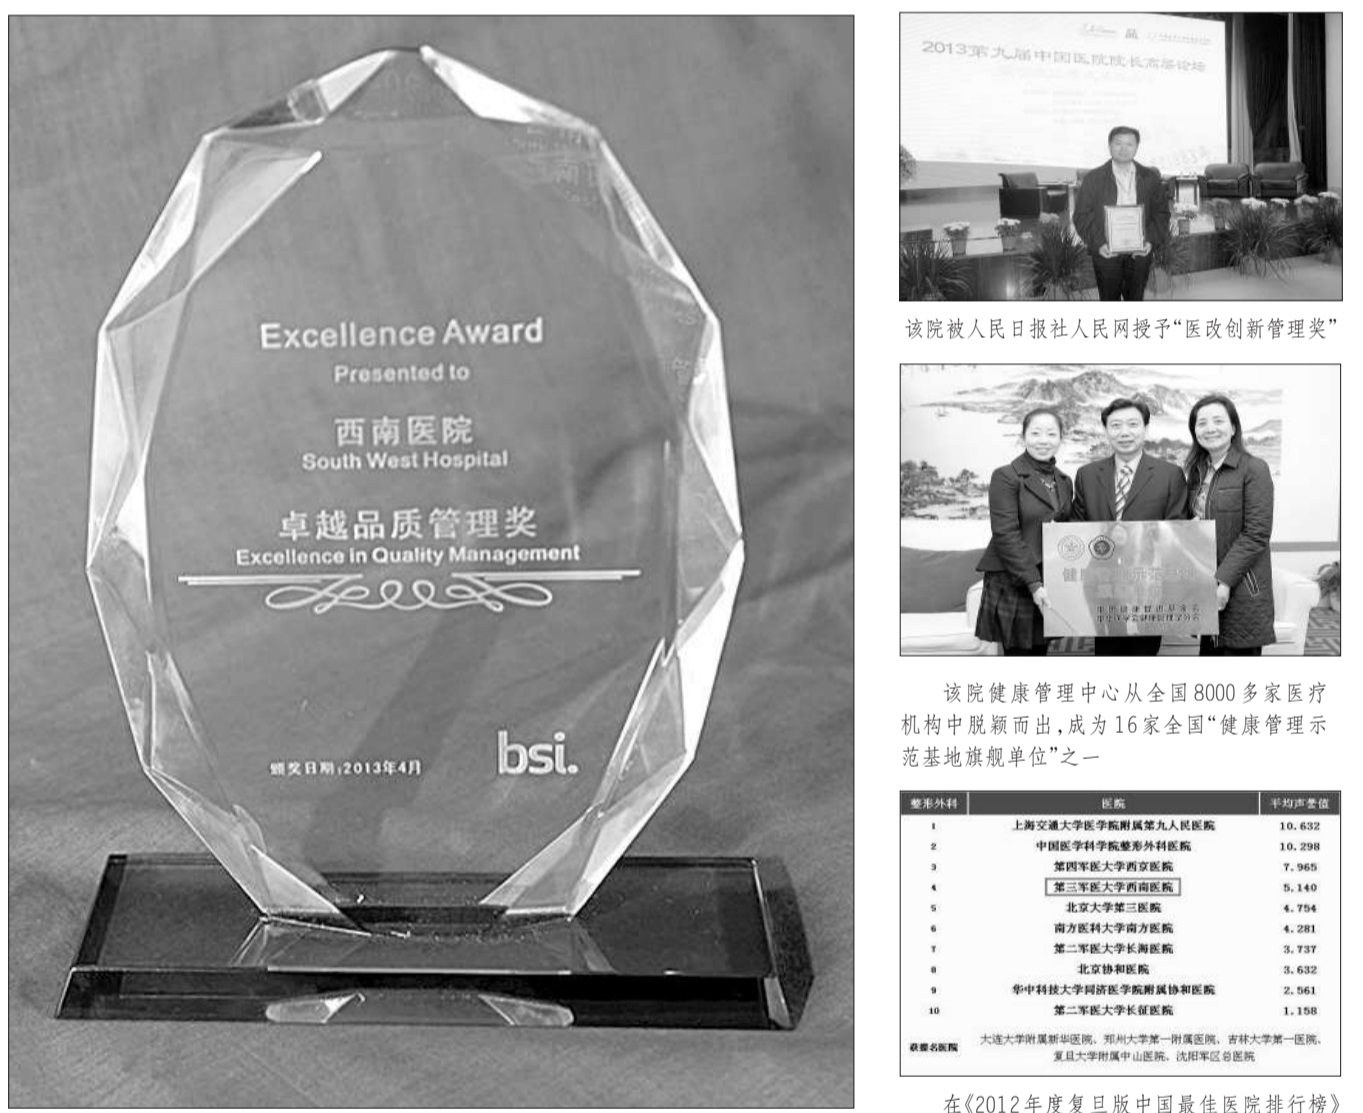 Excellence Award
Presented to
西南医院
South West Hospital
卓越品质管理奖
Excellence in Quality Management
颁奖日期:2013年4月
bsi.
2013第九届中国医院院长高层论坛
该院被人民日报社人民网授予“医改创新管理奖”
该院健康管理中心从全国8000多家医疗
机构中脱颖而出,成为16家全国“健康管理示
范基地旗舰单位”之一
整形外科 医院 平均声誉值
1 上海交通大学医学院附属第九人民医院 10.632
2 中国医学科学院整形外科医院 10.298
3 第四军医大学西京医院 7.965
4 第三军医大学西南医院 5.140
5 北京大学第三医院 4.754
6 南方医科大学南方医院 4.281
7 第二军医大学长海医院 3.737
8 北京协和医院 3.632
9 华中科技大学同济医学院附属协和医院 2.561
10 第二军医大学长征医院 1.158
获提名医院 大连大学附属新华医院、郑州大学第一附属医院、吉林大学第一医院、
复旦大学附属中山医院、沈阳军区总医院
在《2012年度复旦版中国最佳医院排行榜》